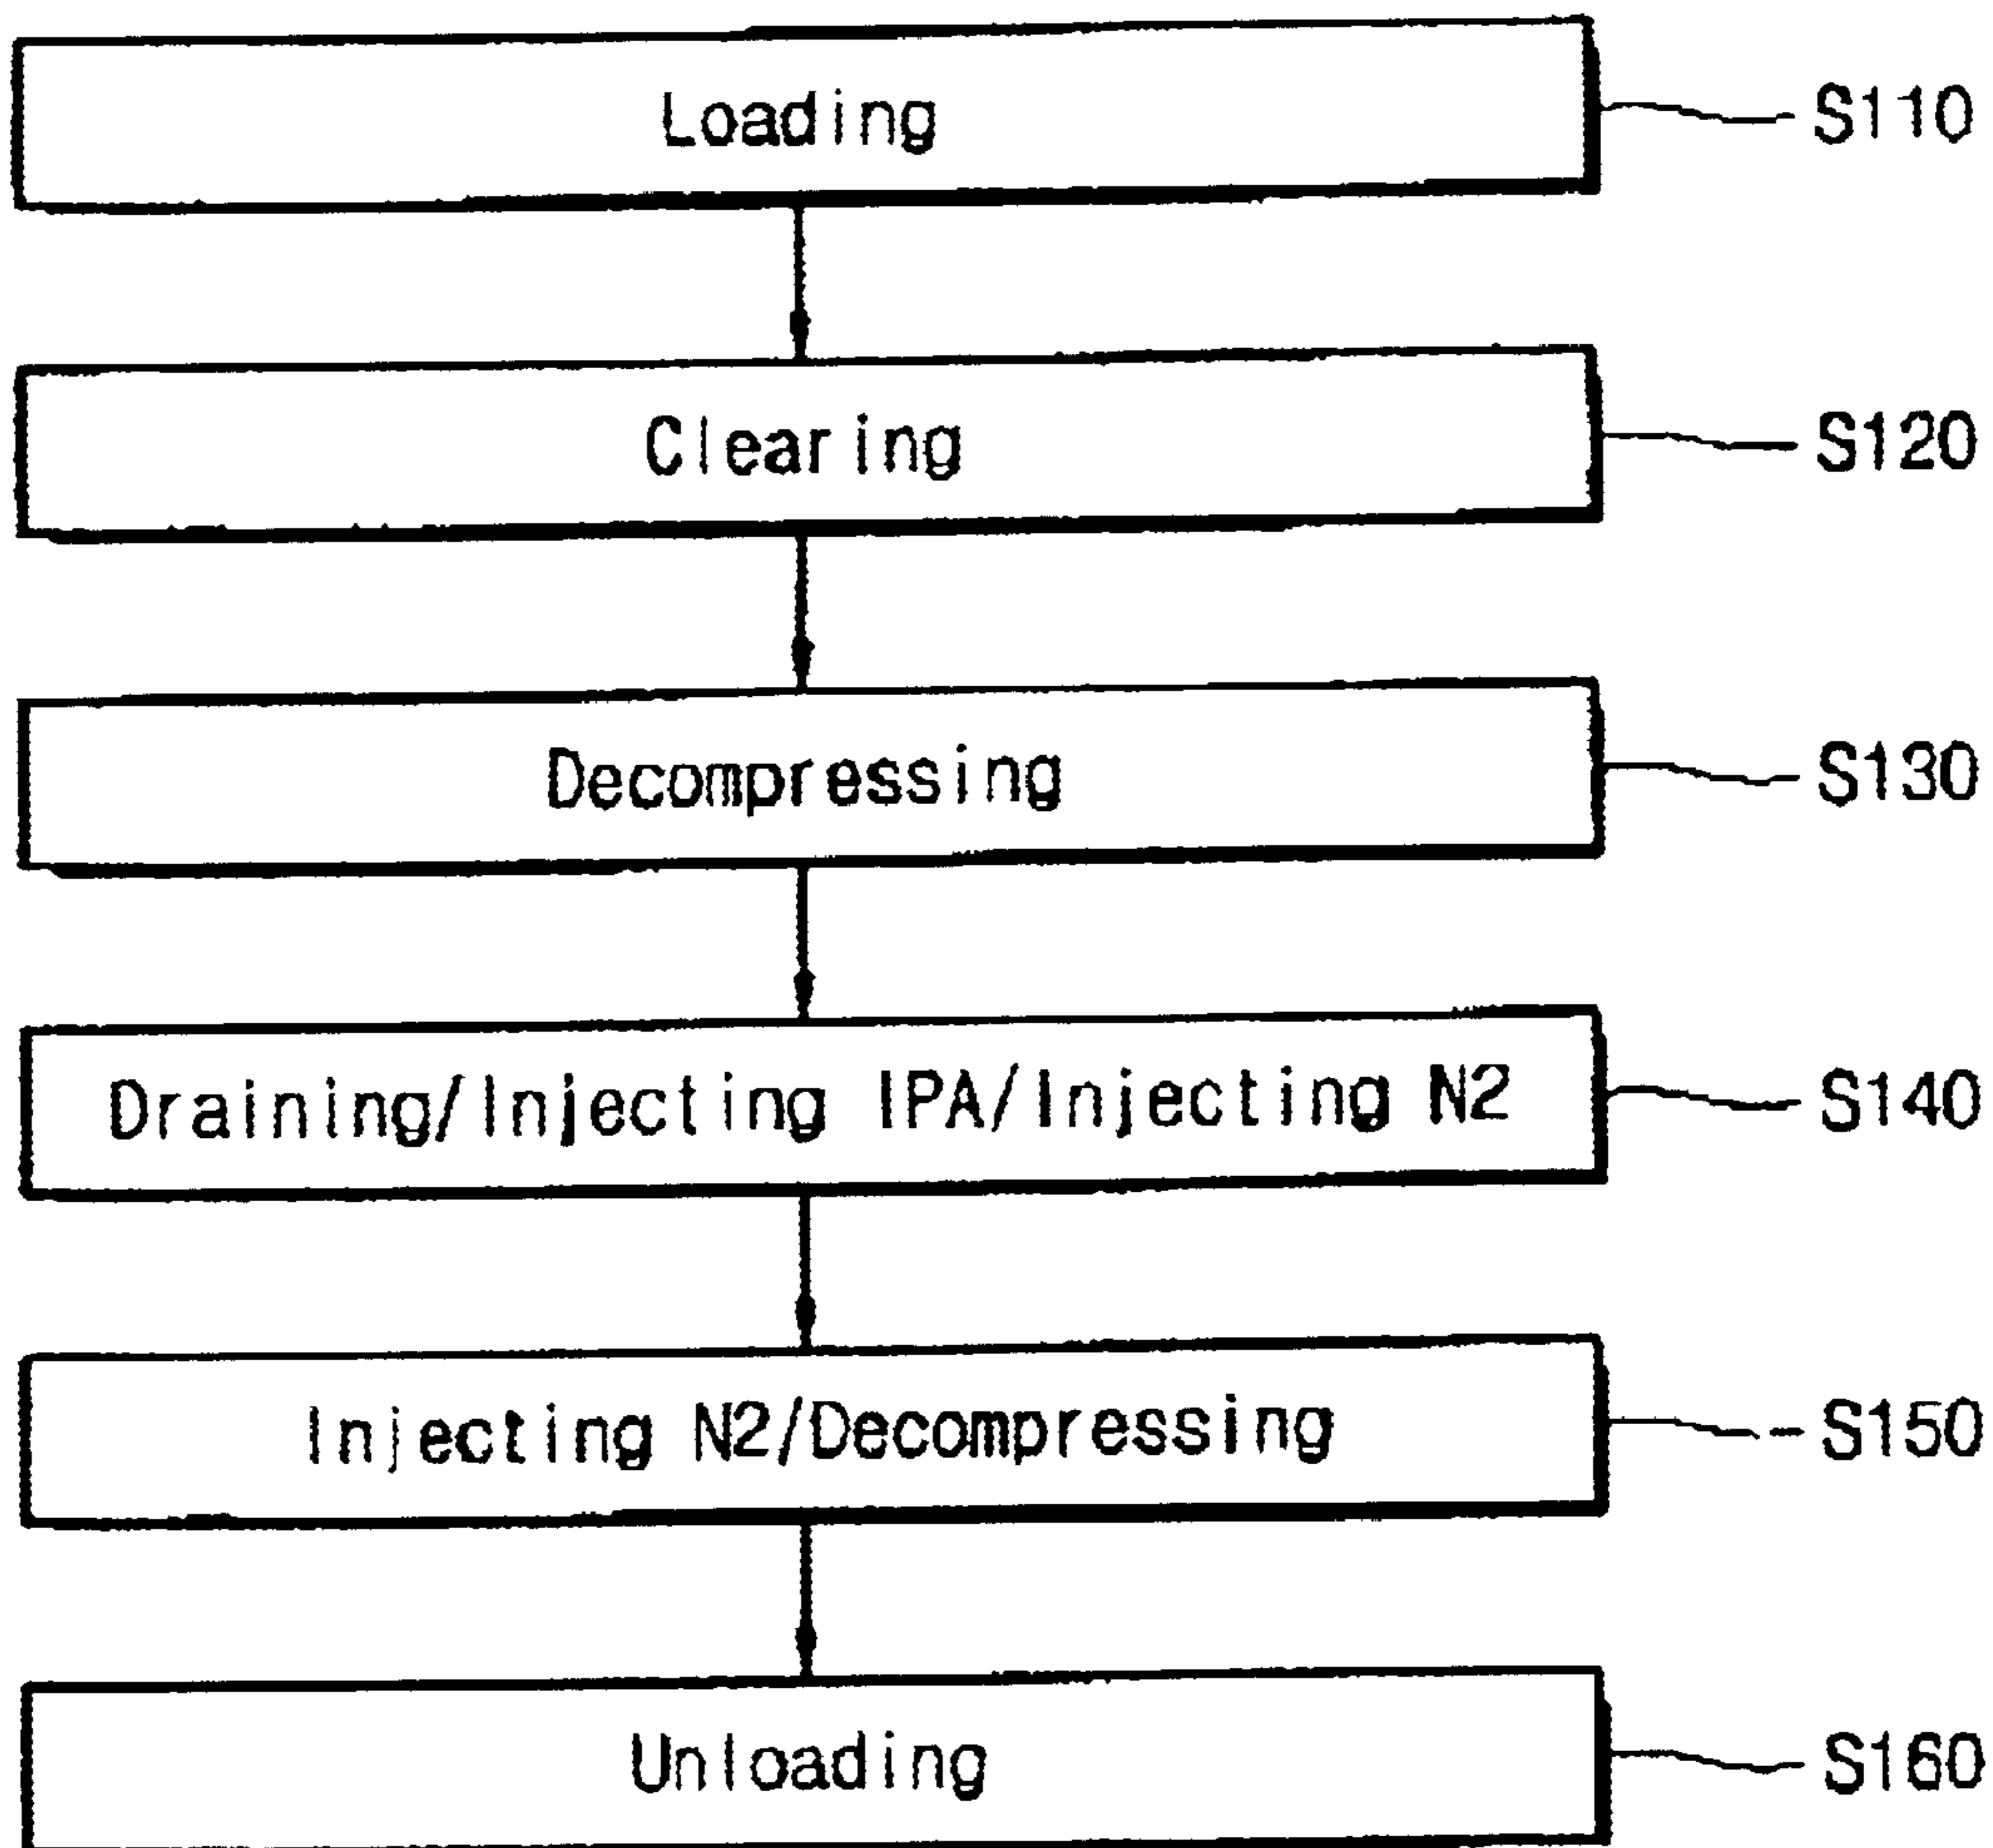 Loading S110
Clearing S120
Decompressing S130
Draining/Injecting IPA/Injecting N2 S140
Injecting N2/Decompressing S150
Unloading S160